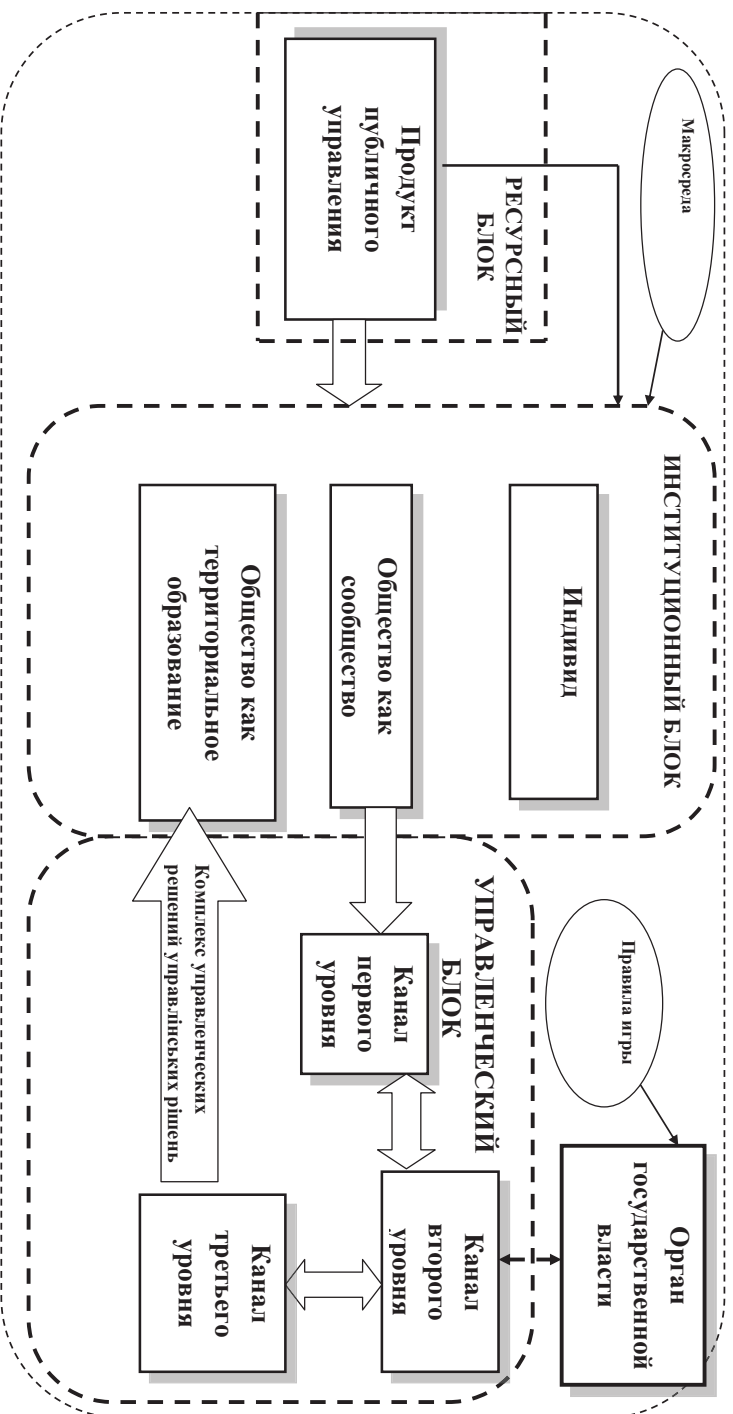 Макросреда
РЕСУРСНЫЙ
БЛОК
Продукт
публичного
управления
ИНСТИТУЦИОННЫЙ БЛОК
Индивид
Общество как
сообщество
Общество как
территориальное
образование
Правила игры
Орган
государственной
власти
УПРАВЛЕНЧЕСКИЙ
БЛОК
Канал
первого
уровня
Канал
второго
уровня
Канал
третьего
уровня
Комплекс управленческих
решений управлінських рішень